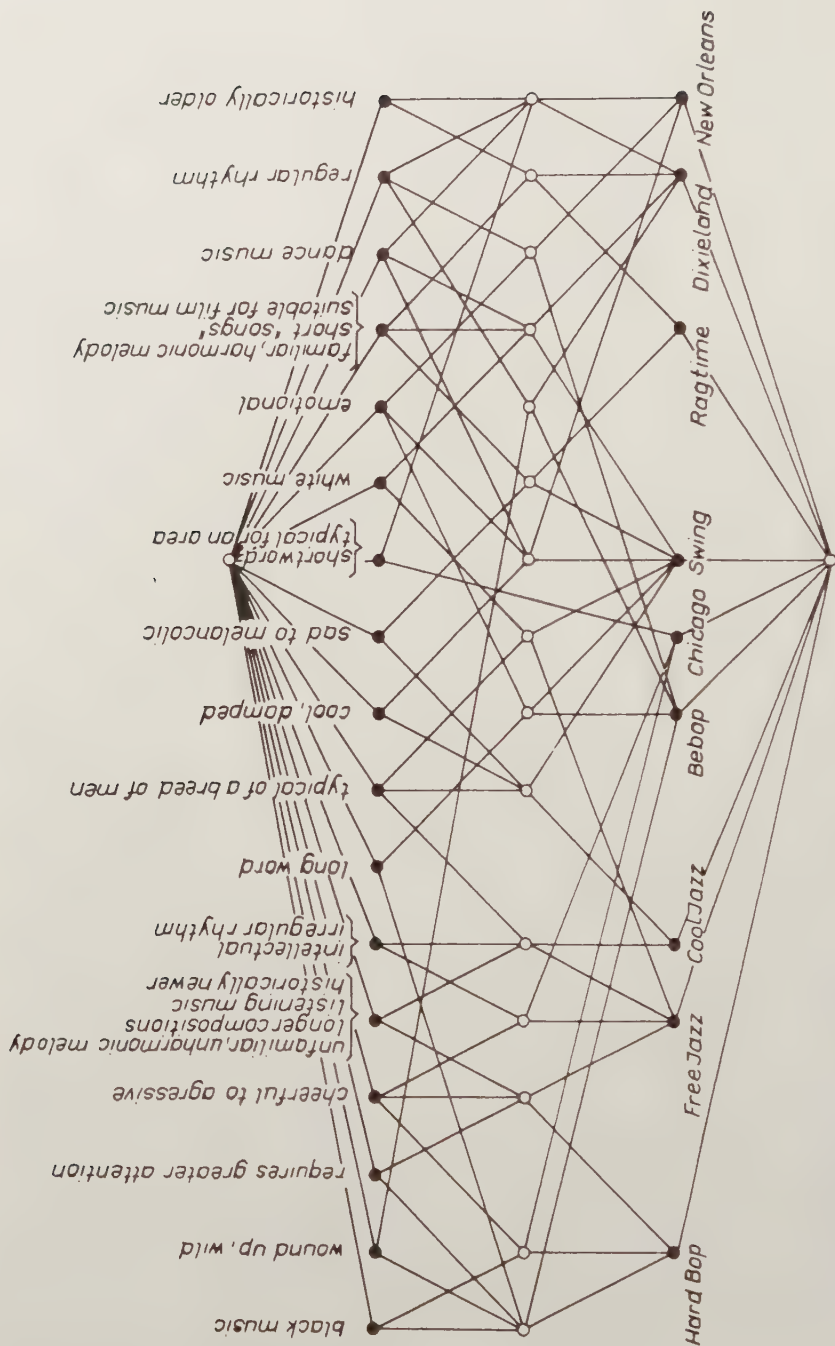 historically older
regular rhythm
dance music
suitable for film music
short "songs"
familiar, harmonic melody
emotional
white music
typical for an area
short word
sad to melancolic
cool, damped
typical of a breed of men
long word
irregular rhythm
intellectual
historically newer
listening music
longer compositions
unfamiliar, unharmonic melody
cheerful to agressive
requires greater attention
wound up, wild
black music
New Orleans
Dixieland
Ragtime
Swing
Chicago
Bebop
Cool Jazz
Free Jazz
Hard Bop